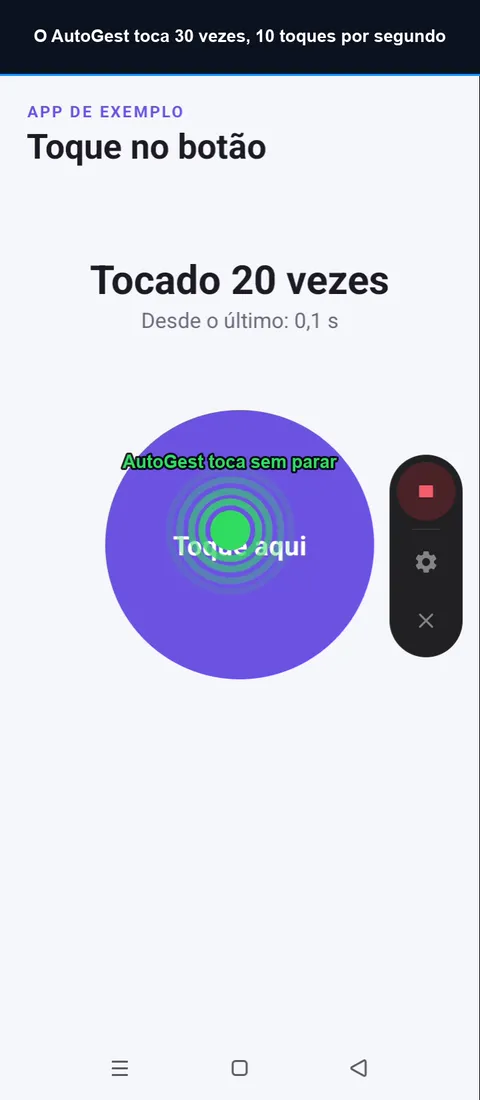 O AutoGest toca 30 vezes, 10 toques por segundo
APP DE EXEMPLO
Toque no botão
Tocado 20 vezes
Desde o último: 0,1 s
AutoGest toca sem parar
Toque aqui